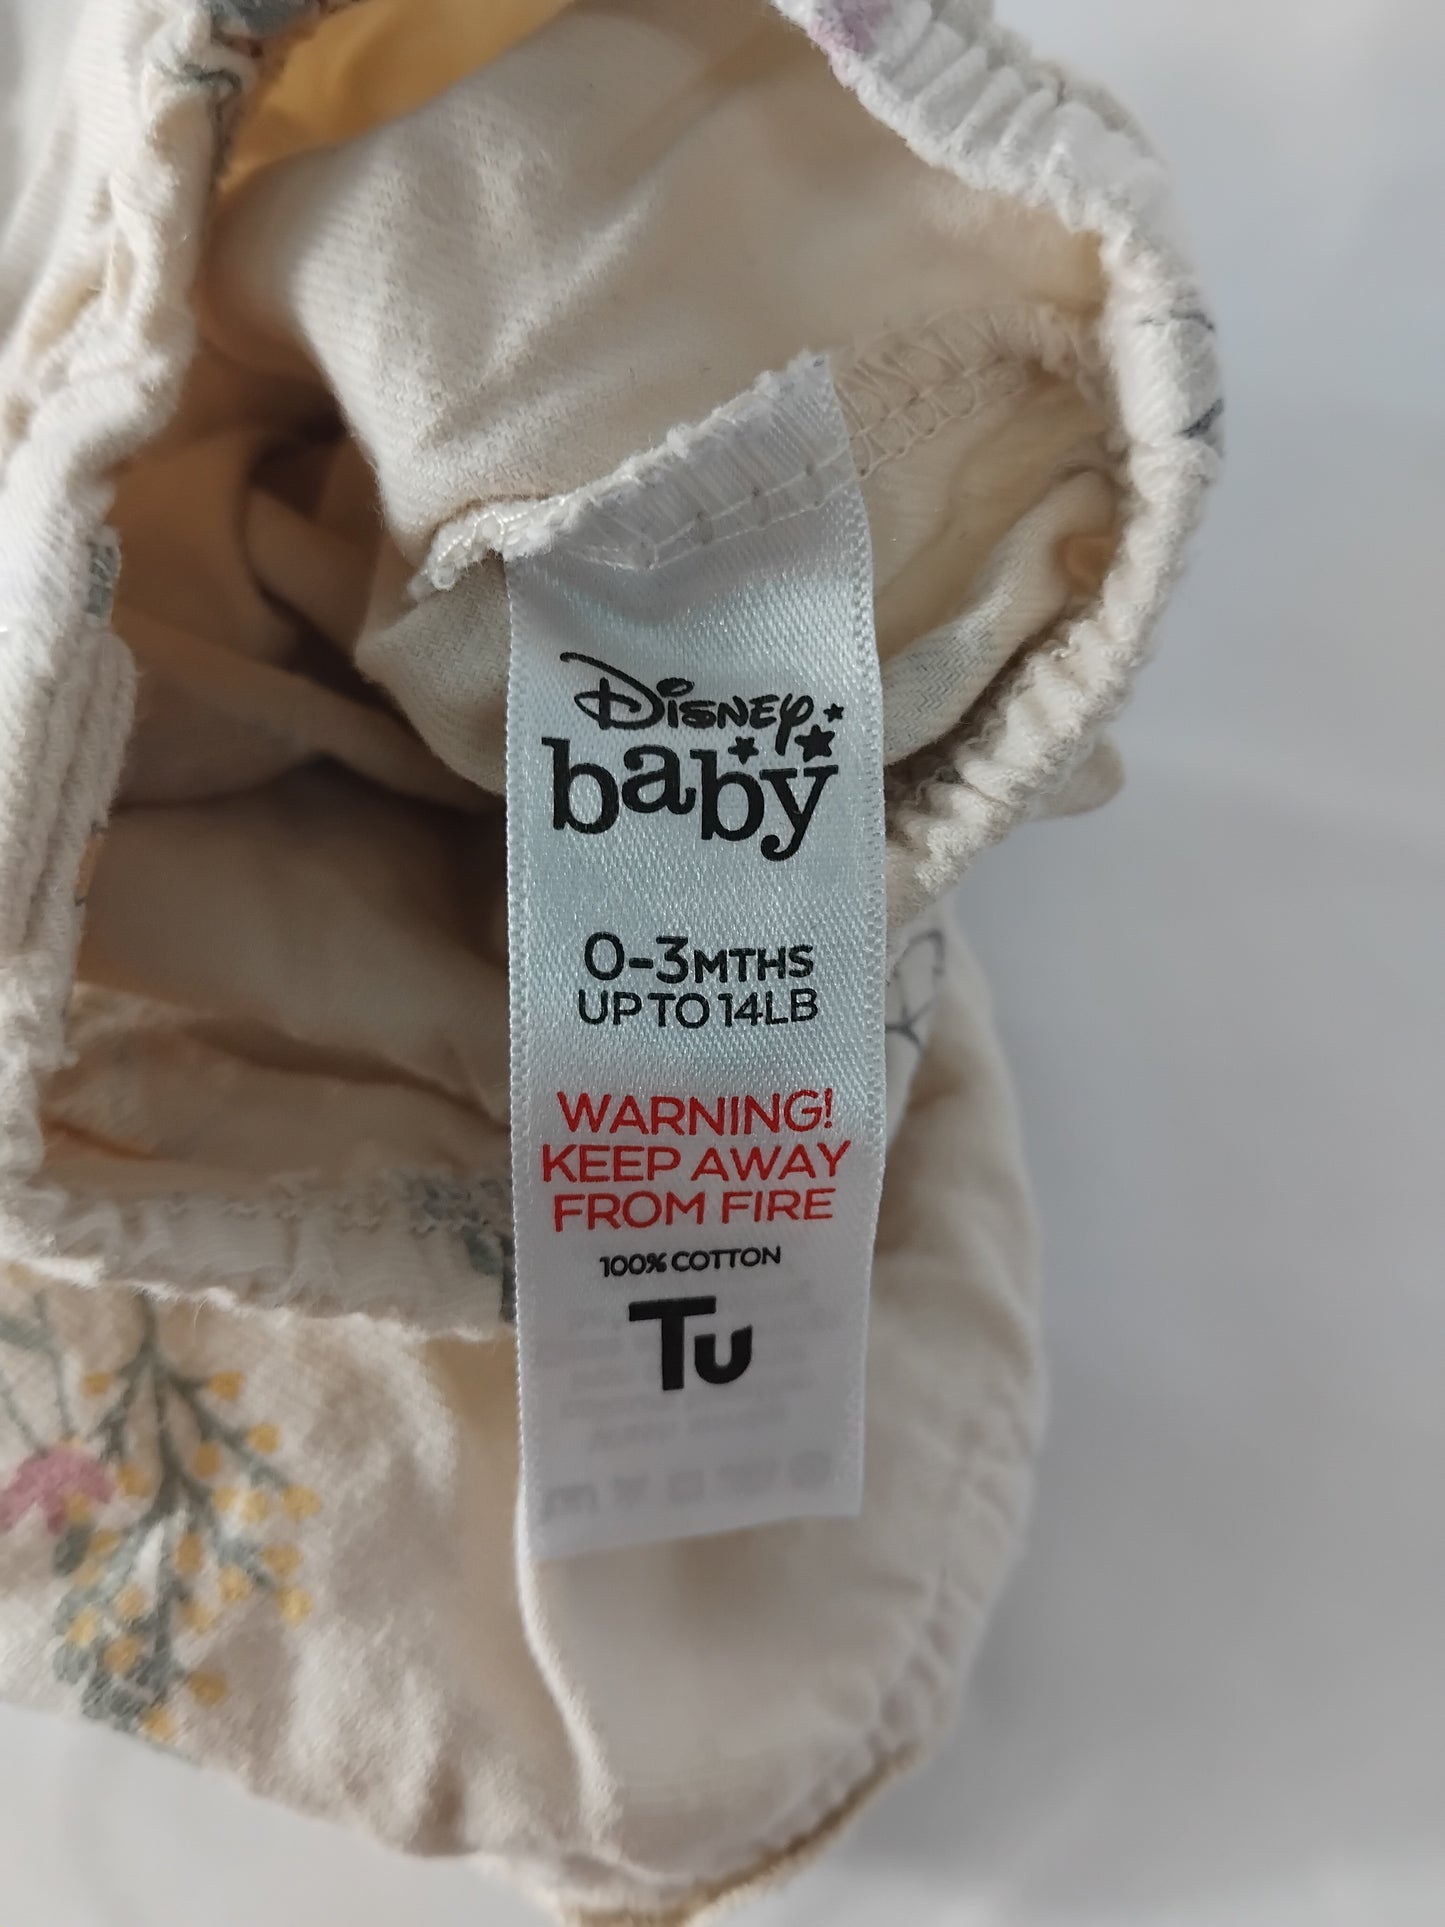 Disney
baby
0-3MTHS
UP TO 14LB
WARNING!
KEEP AWAY
FROM FIRE
100% COTTON
Tu